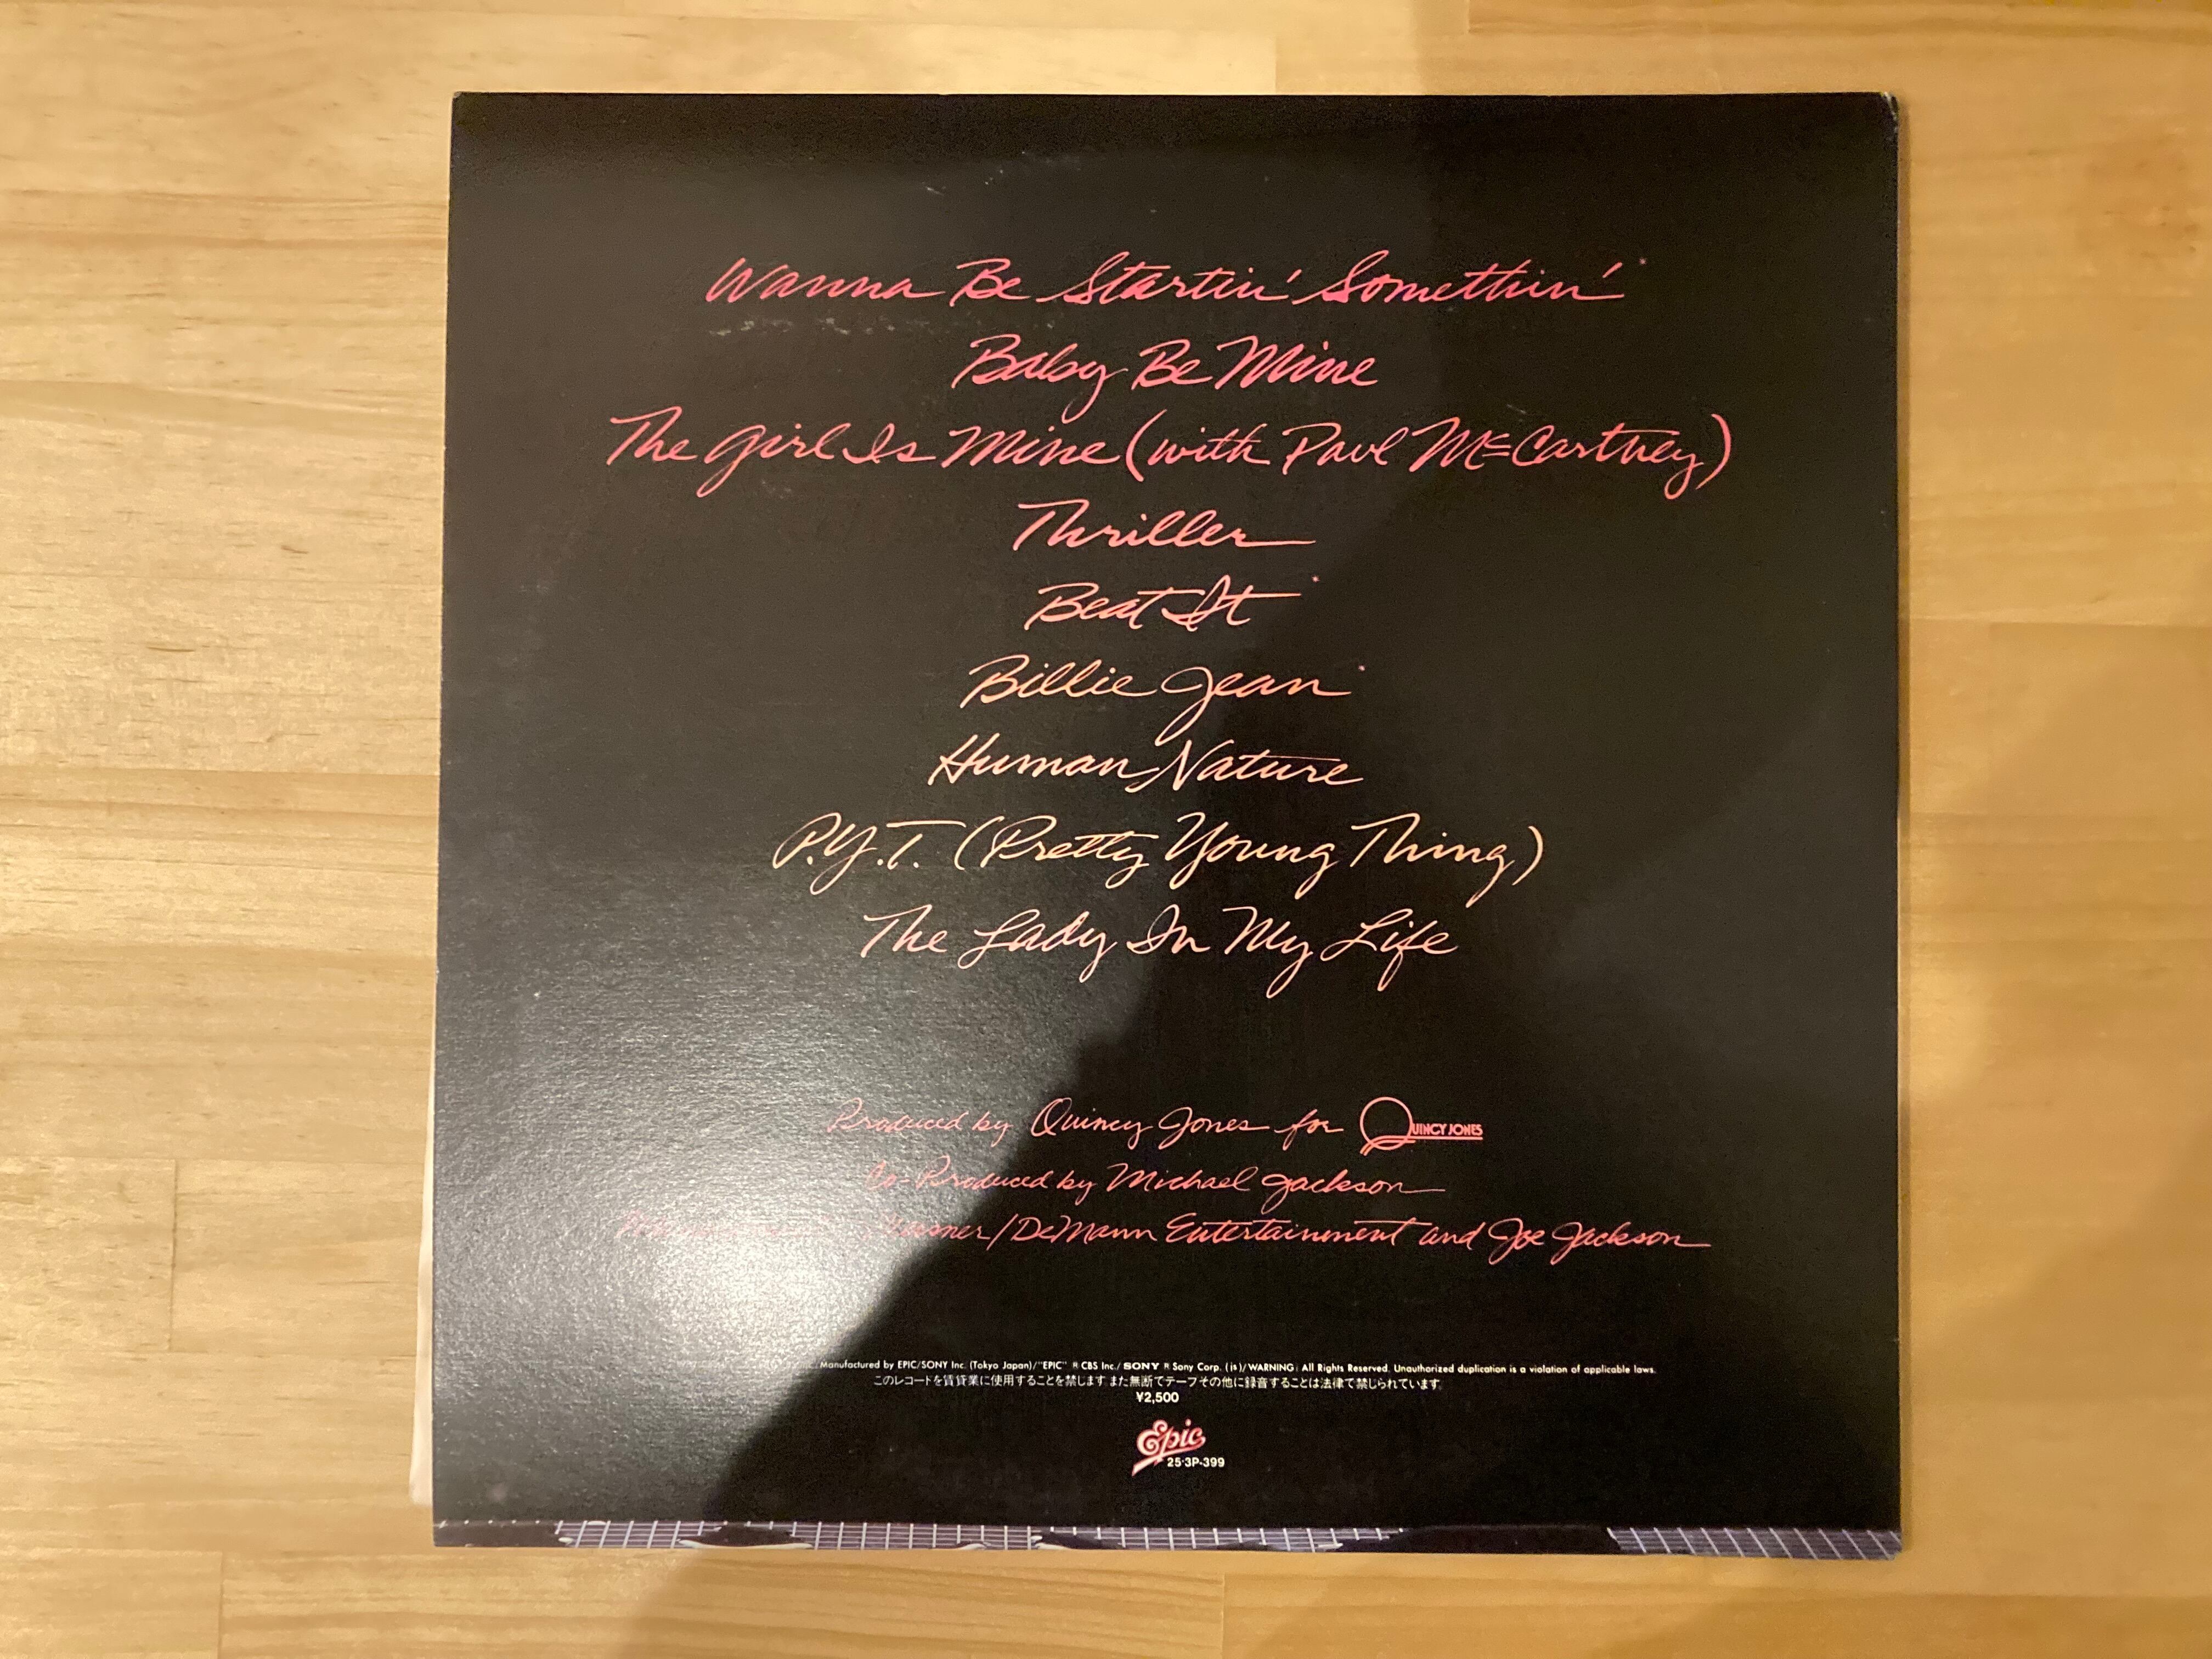 Wanna Be Startin' Somethin'*
Baby Be Mine
The Girl Is Mine (with Paul McCartney)
Thriller
Beat It*
Billie Jean*
Human Nature
P.Y.T. (Pretty Young Thing)
The Lady In My Life
Produced by Quincy Jones for QUINCY JONES
Co-Produced by Michael Jackson
/DeMann Entertainment and Joe Jackson
Manufactured by EPIC/SONY Inc. (Tokyo Japan)/"EPIC" ® CBS Inc./ SONY ® Sony Corp. (is)/WARNING: All Rights Reserved. Unauthorized duplication is a violation of applicable laws.
このレコードを賃貸業に使用することを禁じます また無断でテープその他に録音することは法律で禁じられています。
¥2,500
Epic
25·3P-399